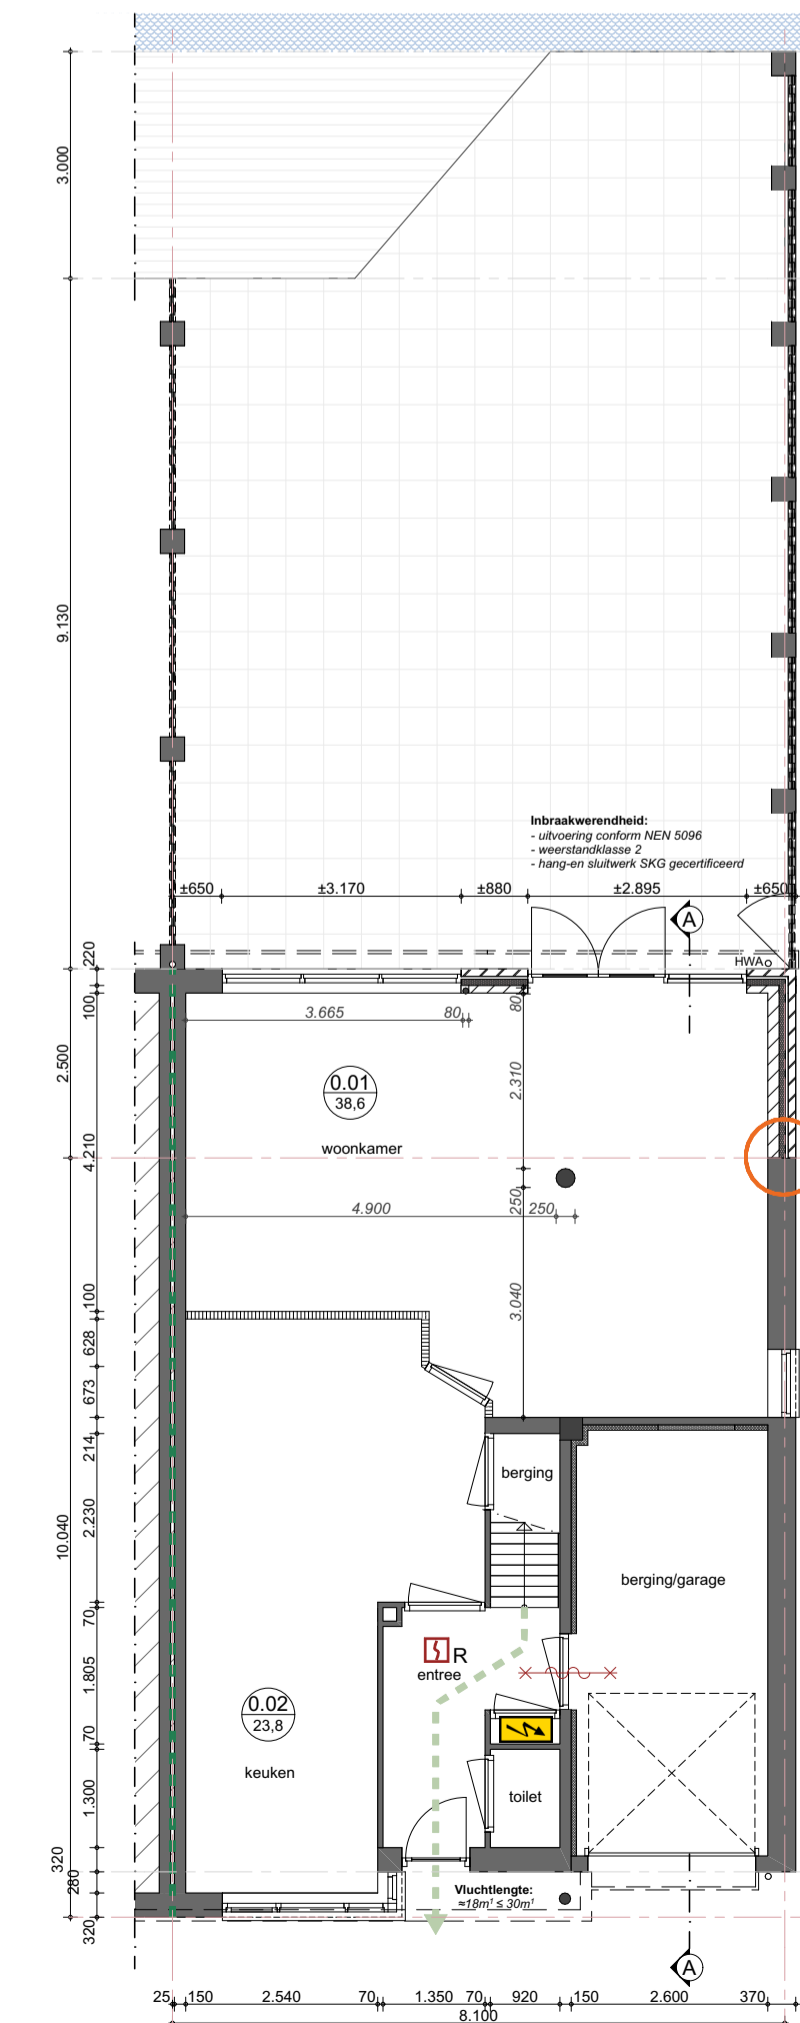 3.000
9.130
Inbraakwerendheid:
- uitvoering conform NEN 5096
- weerstandklasse 2
- hang-en sluitwerk SKG gecertificeerd
±650
±3.170
±880
±2.895
±650
A
220
HWA
100
3.665
80
80
2.500
2.310
0.01
38,6
woonkamer
4.210
250
4.900
250
100
3.040
628
673
214
berging
2.230
10.040
berging/garage
70
R
entree
1.805
0.02
23,8
70
keuken
toilet
1.300
320
280
Vluchtlengte:
≈18m¹ ≤ 30m¹
320
A
25
150
2.540
70
1.350
70
920
150
2.600
370
8.100